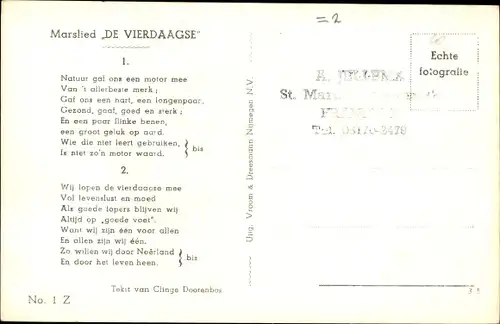 =2
Marslied „DE VIERDAAGSE"
1.
Natuur gaf ons een motor mee
Van 't allerbeste merk;
Gaf ons een hart, een longenpaar,
Gezond, gaaf, goed en sterk;
En een paar flinke benen,
een groot geluk op aard.
Wie die niet leert gebruiken,
Is niet zo'n motor waard.
} bis
2.
Wij lopen de vierdaagse mee
Vol levenslust en moed
Als goede lopers blijven wij
Altijd op „goede voet".
Want wij zijn één voor allen
En allen zijn wij één.
Zo willen wij door Neêrland
En door het leven heen.
} bis
Tekst van Clinge Doorenbos
No. 1 Z
Uitg. Vroom & Dreesmann Nijmegen N.V.
A.
St.
Tel.
Echte
fotografie